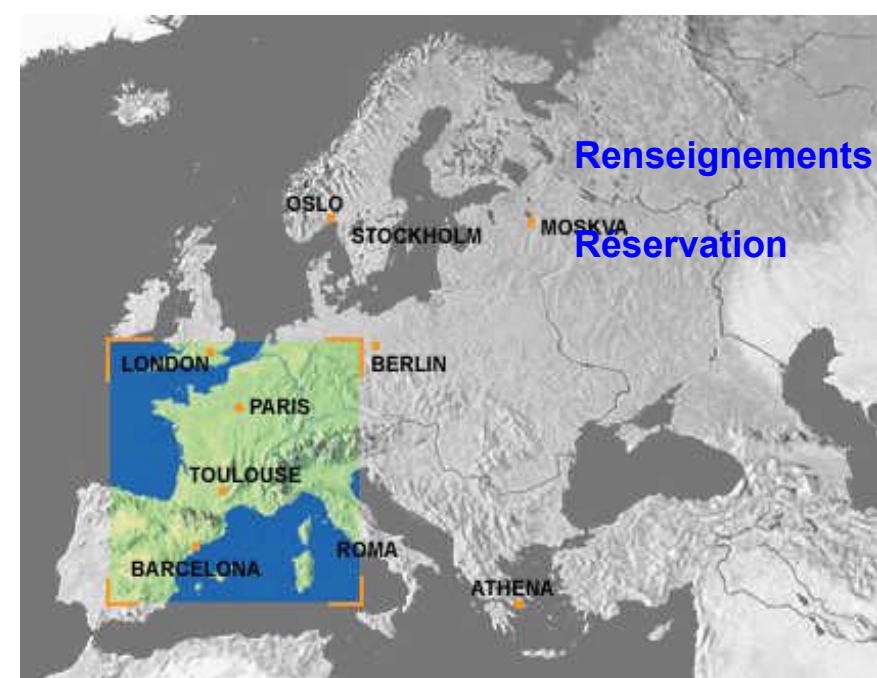 Renseignements
OSLO
STOCKHOLM
MOSKVA
Réservation
LONDON
BERLIN
PARIS
TOULOUSE
ROMA
BARCELONA
ATHENA